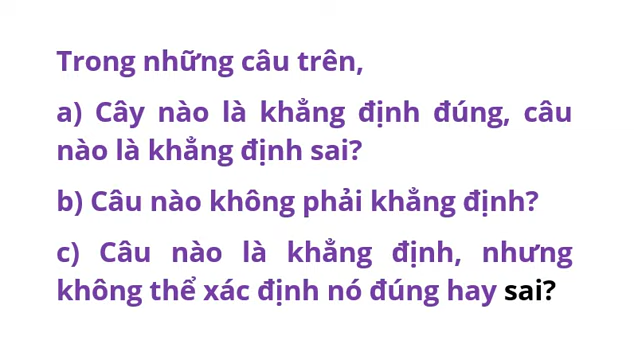 Trong những câu trên,
a) Cây nào là khẳng định đúng, câu
nào là khẳng định sai?
b) Câu nào không phải khẳng định?
c) Câu nào là khẳng định, nhưng
không thể xác định nó đúng hay sai?